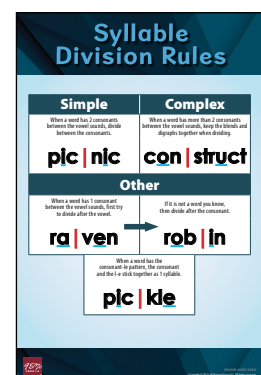 Syllable
Division Rules
Simple
When a word has 2 consonants
between the vowel sounds, divide
between the consonants.
pic|nic
Complex
When a word has more than 2 consonants
between the vowel sounds, keep the blends and
digraphs together when dividing.
con|struct
Other
When a word has 1 consonant
between the vowel sounds, first try
to divide after the vowel.
ra|ven
If it is not a word you know,
then divide after the consonant.
rob|in
When a word has the
consonant-le pattern, the consonant
and the l-e stick together as 1 syllable.
pic|kle
95%